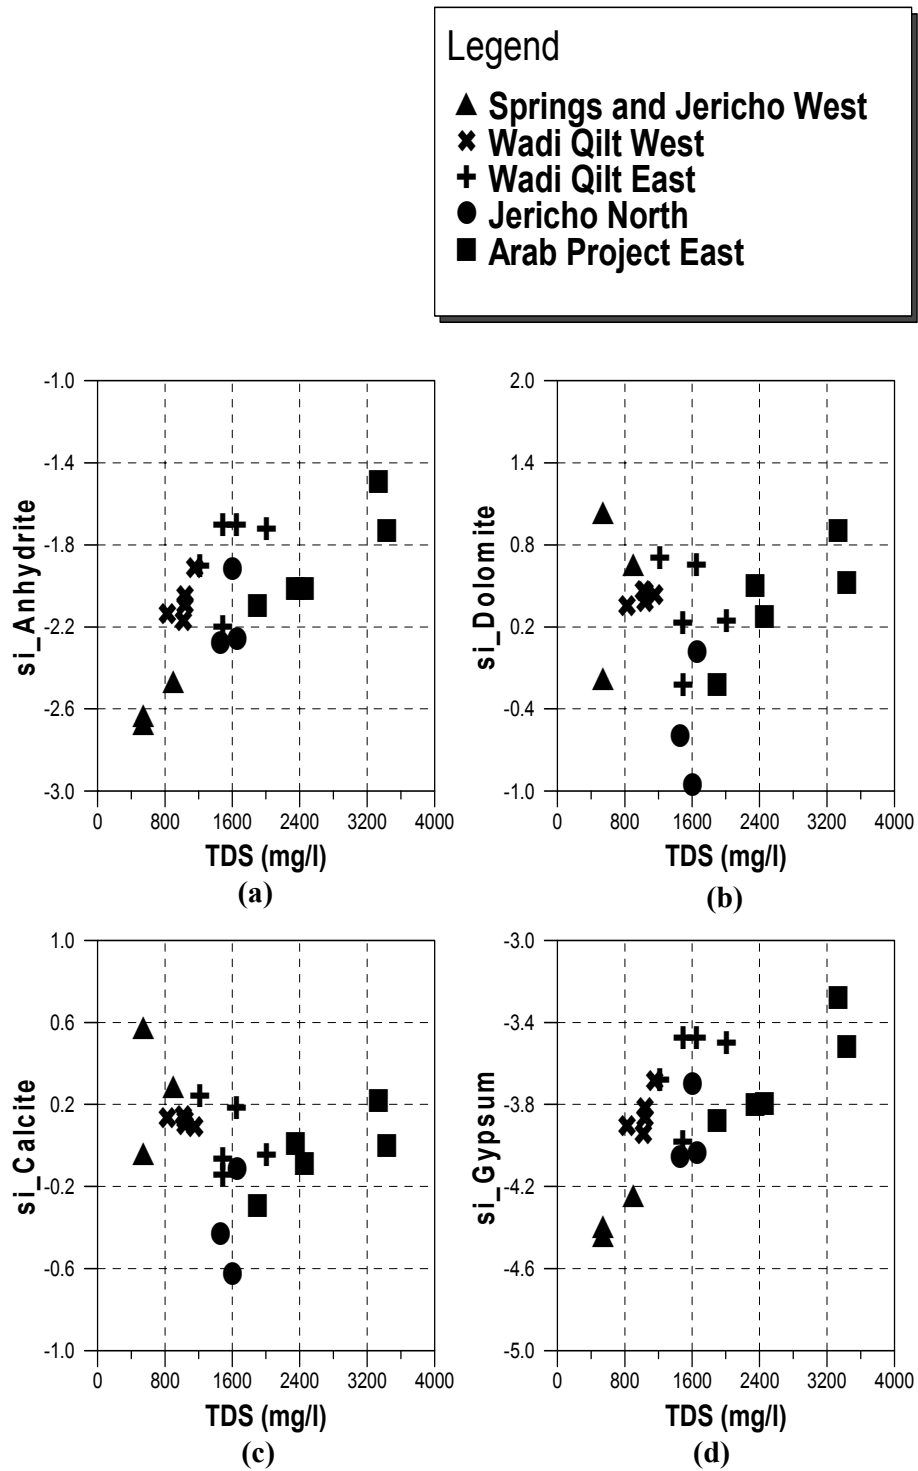 Legend
Springs and Jericho West
Wadi Qilt West
Wadi Qilt East
Jericho North
Arab Project East
si_Anhydrite
-1.0
-1.4
-1.8
-2.2
-2.6
-3.0
0 800 1600 2400 3200 4000
TDS (mg/l)
(a)
si_Dolomite
2.0
1.4
0.8
0.2
-0.4
-1.0
0 800 1600 2400 3200 4000
TDS (mg/l)
(b)
si_Calcite
1.0
0.6
0.2
-0.2
-0.6
-1.0
0 800 1600 2400 3200 4000
TDS (mg/l)
(c)
si_Gypsum
-3.0
-3.4
-3.8
-4.2
-4.6
-5.0
0 800 1600 2400 3200 4000
TDS (mg/l)
(d)